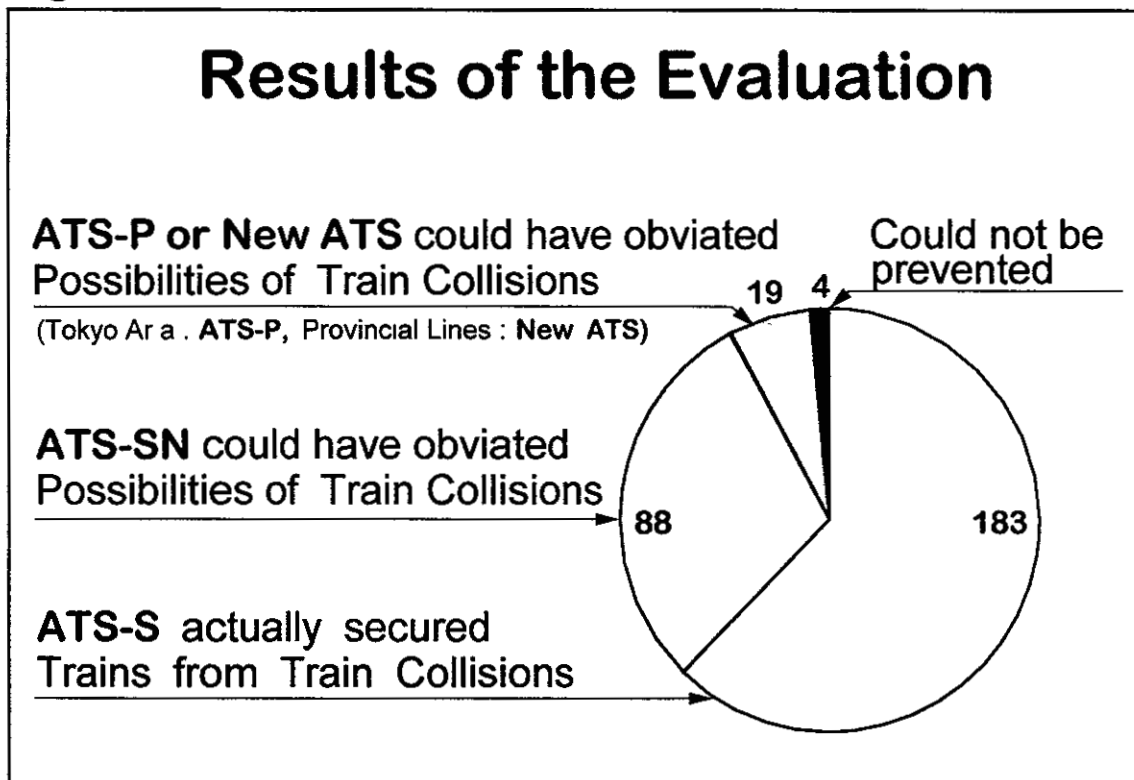 Results of the Evaluation
ATS-P or New ATS could have obviated
Possibilities of Train Collisions
(Tokyo Ar a . ATS-P, Provincial Lines : New ATS)
Could not be
prevented
19
4
ATS-SN could have obviated
Possibilities of Train Collisions
88
183
ATS-S actually secured
Trains from Train Collisions